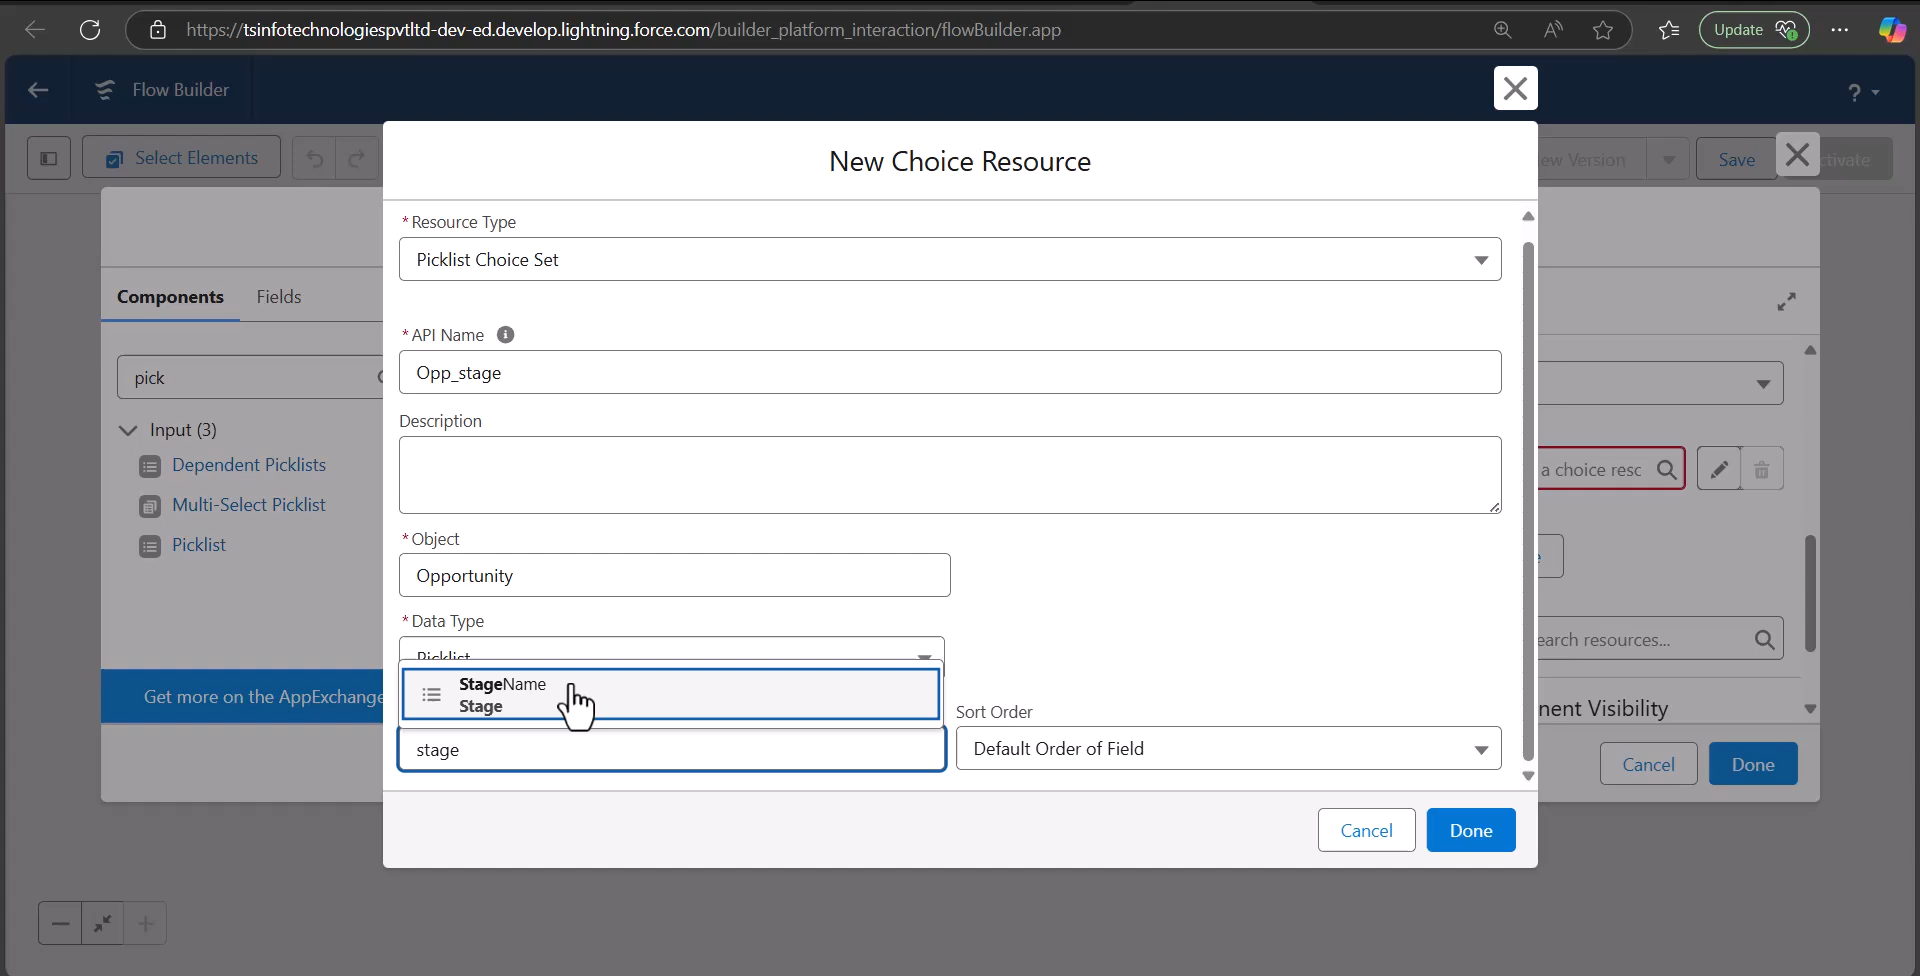 https://tsinfotechnologiespvtltd-dev-ed.develop.lightning.force.com/builder_platform_interaction/flowBuilder.app
Update
Flow Builder
?
Select Elements
ew Version
Save
ctivate
New Choice Resource
* Resource Type
Picklist Choice Set
Components
Fields
* API Name
Opp_stage
pick
Description
Input (3)
Dependent Picklists
a choice resc
Multi-Select Picklist
* Object
Picklist
Opportunity
* Data Type
Picklist
earch resources...
StageName
Stage
Get more on the AppExchange
Sort Order
nent Visibility
stage
Default Order of Field
Cancel
Done
Cancel
Done